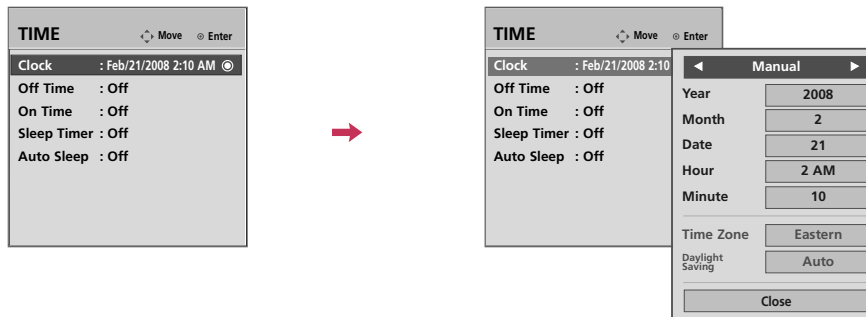 TIME Move Enter
Clock : Feb/21/2008 2:10 AM
Off Time : Off
On Time : Off
Sleep Timer : Off
Auto Sleep : Off
TIME Move Enter
Clock : Feb/21/2008 2:10
Off Time : Off
On Time : Off
Sleep Timer : Off
Auto Sleep : Off
Manual
Year 2008
Month 2
Date 21
Hour 2 AM
Minute 10
Time Zone Eastern
Daylight
Saving Auto
Close